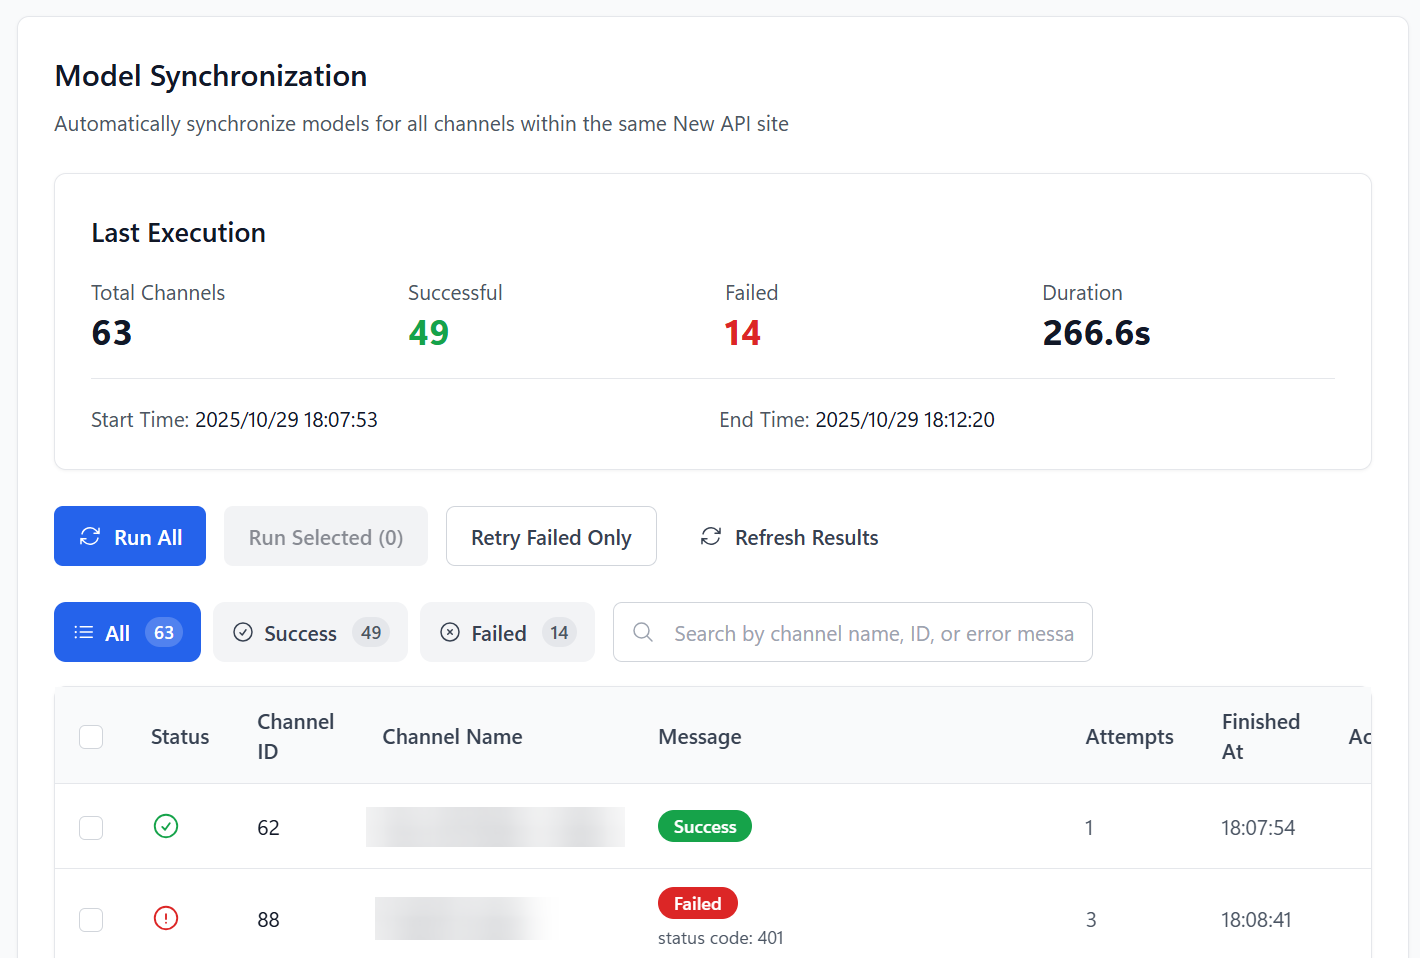 Model Synchronization
Automatically synchronize models for all channels within the same New API site
Last Execution
Total Channels
63
Successful
49
Failed
14
Duration
266.6s
Start Time: 2025/10/29 18:07:53
End Time: 2025/10/29 18:12:20
Run All
Run Selected (0)
Retry Failed Only
Refresh Results
All 63
Success 49
Failed 14
Search by channel name, ID, or error messa
Status
Channel
ID
Channel Name
Message
Attempts
Finished
At
Ac
62
Success
1
18:07:54
88
Failed
status code: 401
3
18:08:41